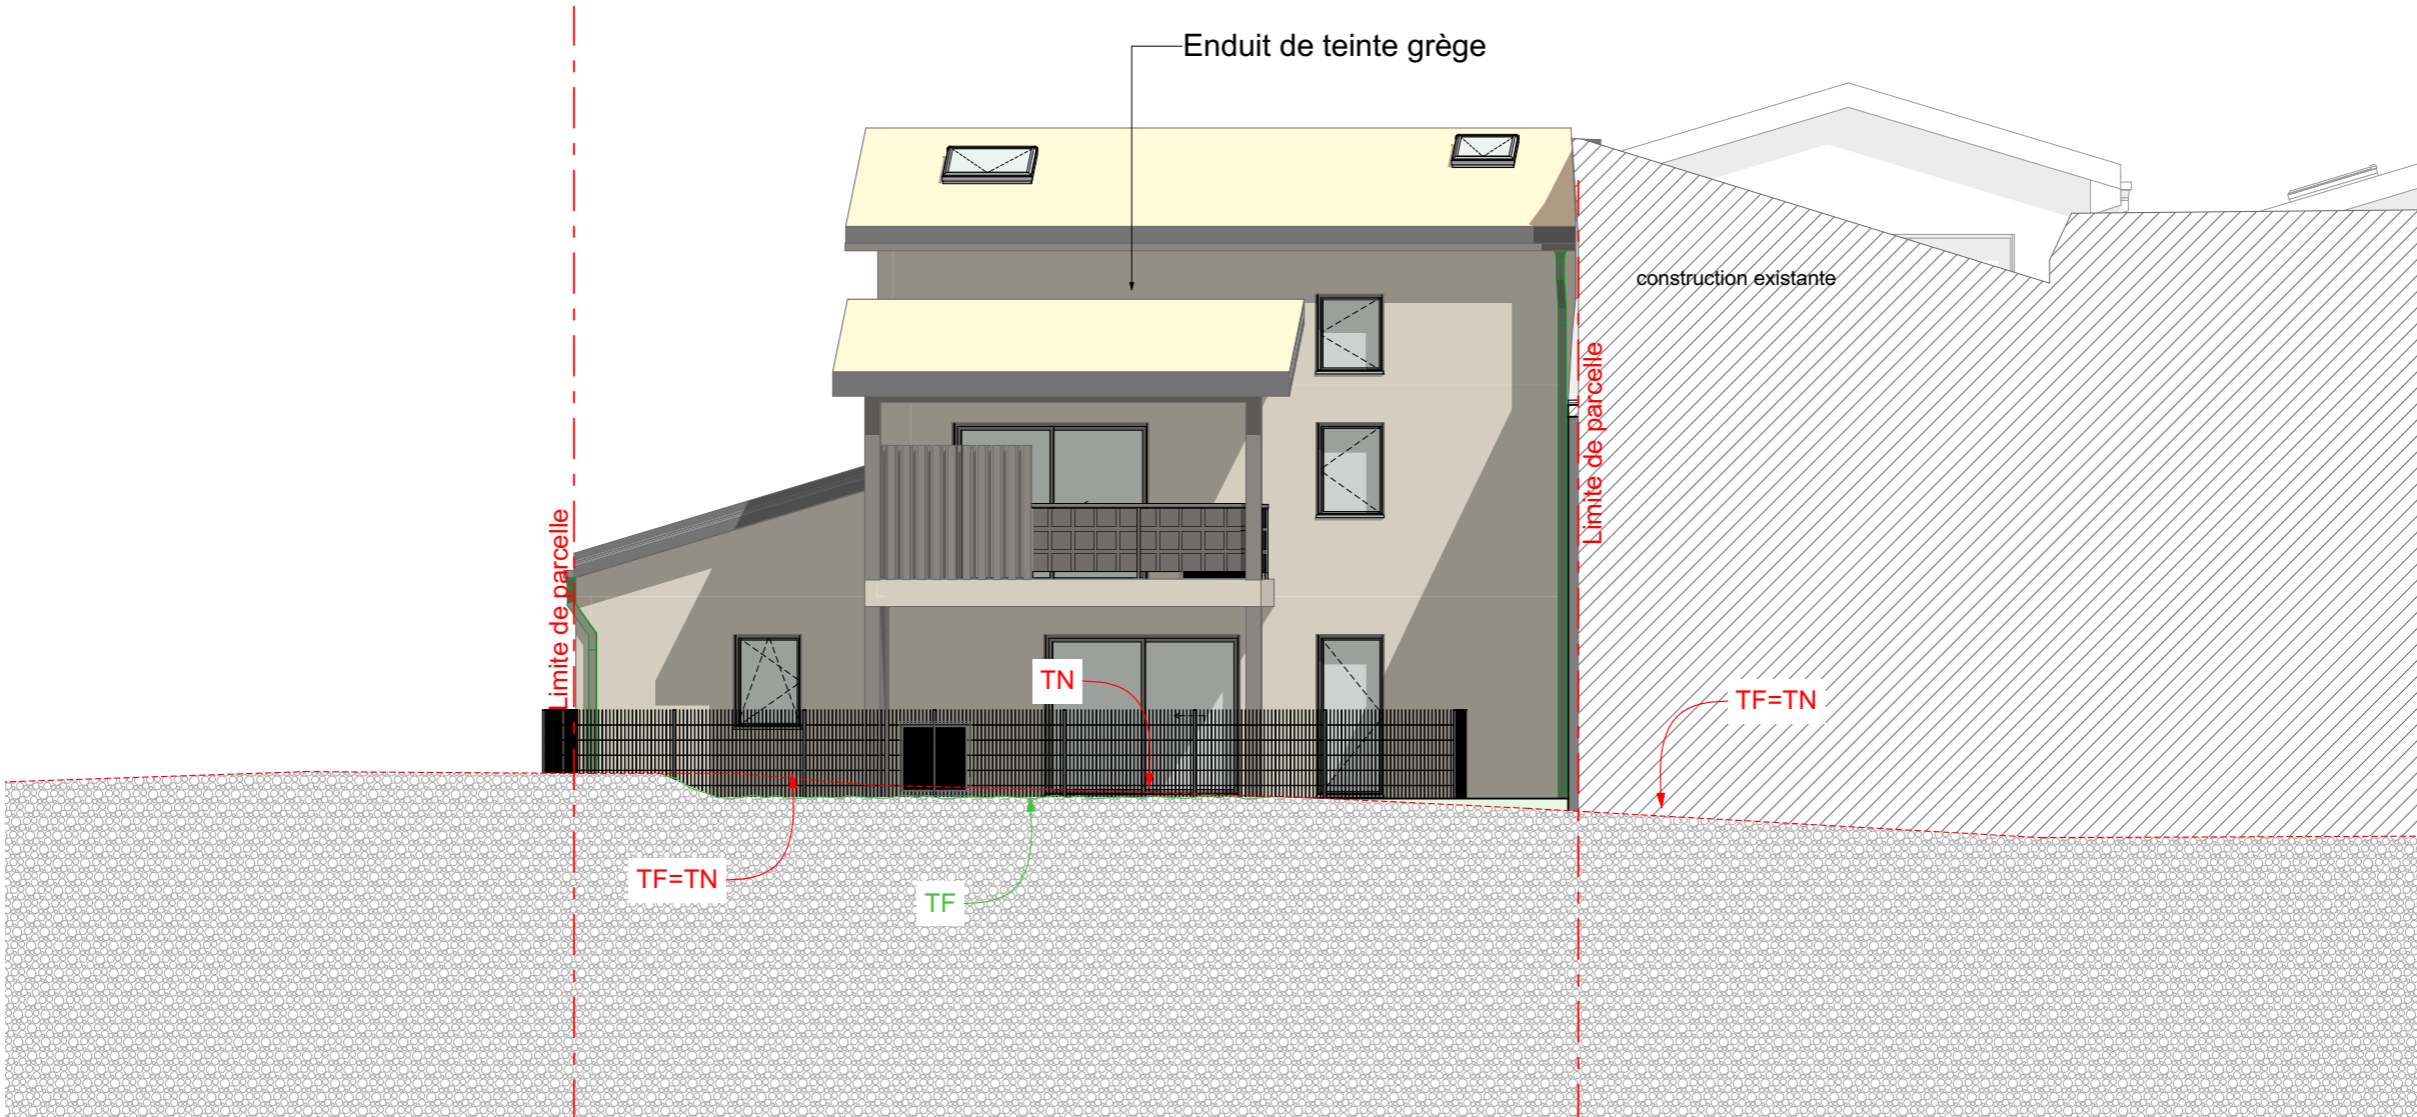 Enduit de teinte grège
construction existante
Limite de parcelle
Limite de parcelle
TN
TF=TN
TF=TN
TF